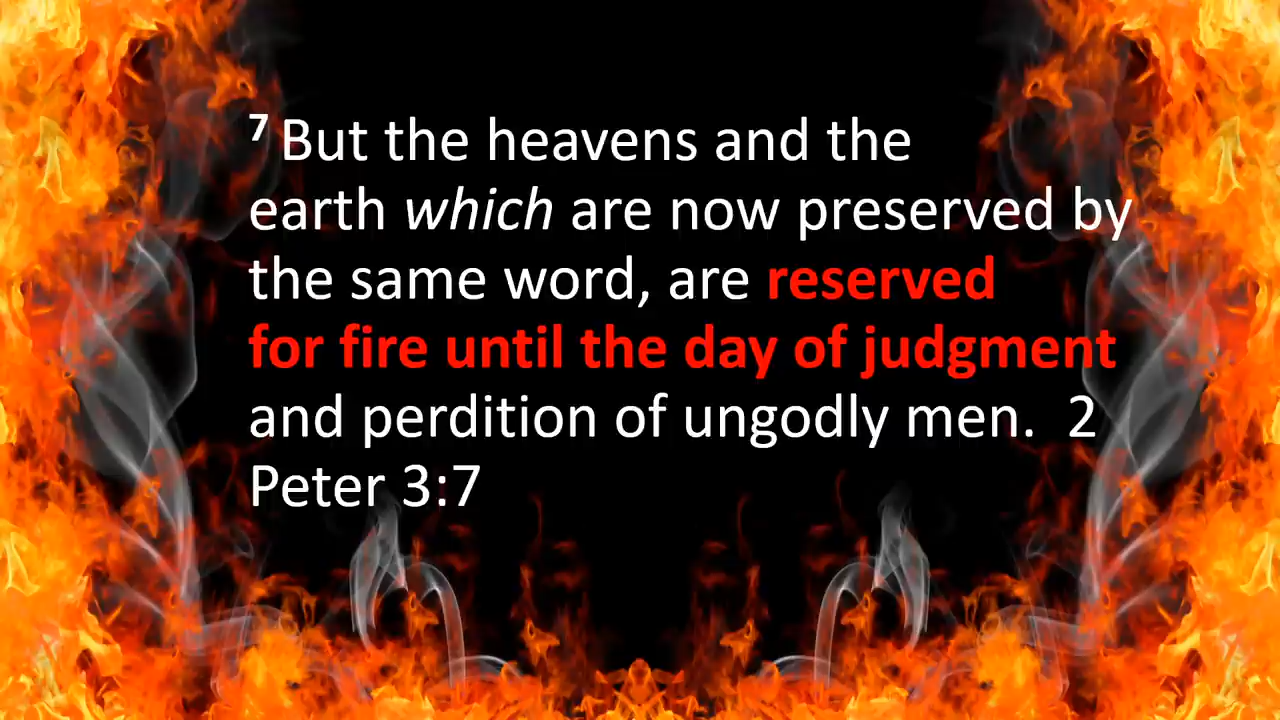 7 But the heavens and the
earth which are now preserved by
the same word, are reserved
for fire until the day of judgment
and perdition of ungodly men.  2
Peter 3:7